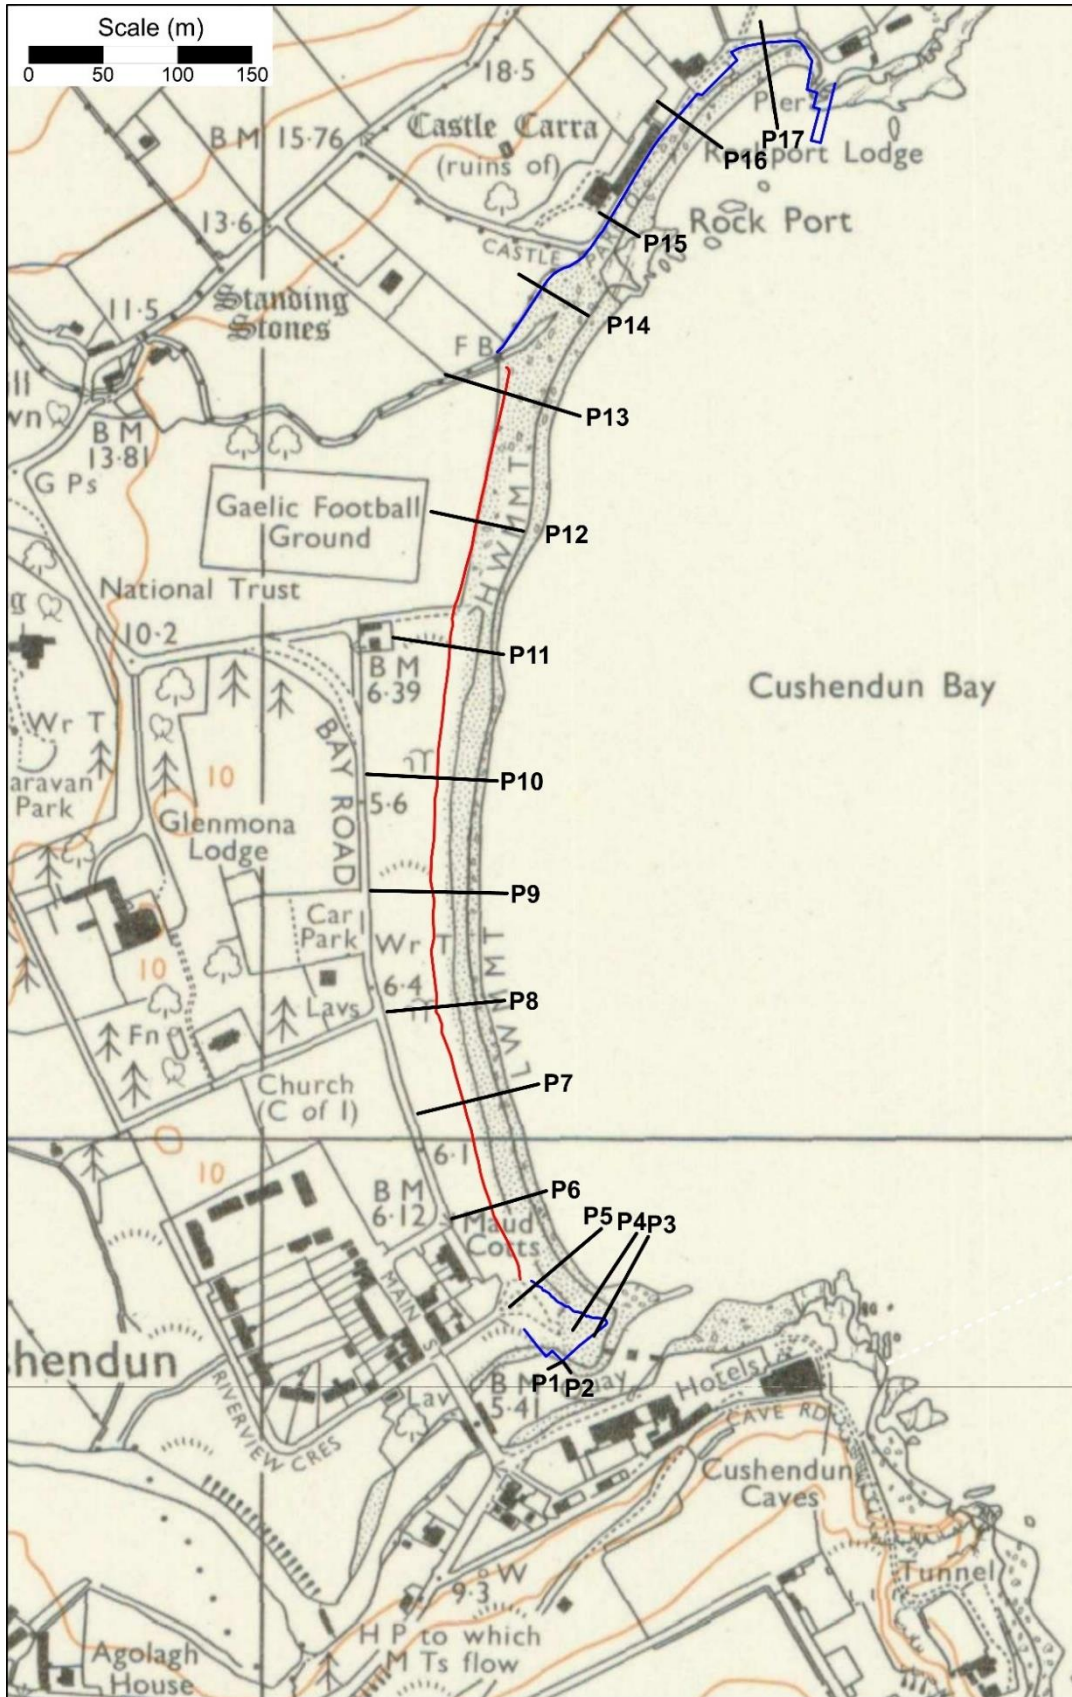 Scale (m)
0 50 100 150
18·5
B M 15·76
Castle Carra
(ruins of)
Pier
P17
P16
Rockport Lodge
13·6
P15
Rock Port
CASTLE PARADE
11·5
Standing
Stones
P14
F B
P13
B M
13·81
G Ps
Gaelic Football
Ground
H W M M T
P12
National Trust
10·2
P11
B M
6·39
Cushendun Bay
Wr T
BAY ROAD
P10
aravan
Park
10
5·6
Glenmona
Lodge
P9
Car
Park
Wr T
10
L W M M T
6·4
P8
Lavs
Fn
P7
Church
(C of I)
6·1
10
B M
6·12
P6
Maud
Cotts
P5 P4 P3
MAIN S
shendun
P1 P2
B M
5·41
Lav
Hotels
RIVERVIEW CRES
CAVE RD
Cushendun
Caves
W
9·3
Tunnel
H P to which
M Ts flow
Agolagh
House